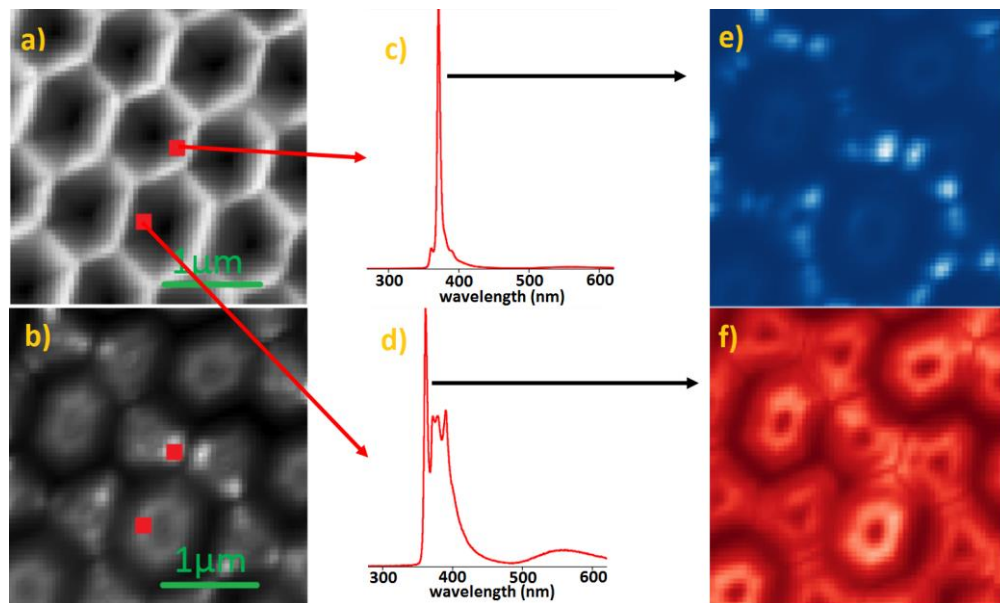 a)
1μm
b)
1μm
c)
300 400 500 600
wavelength (nm)
d)
300 400 500 600
wavelength (nm)
e)
f)